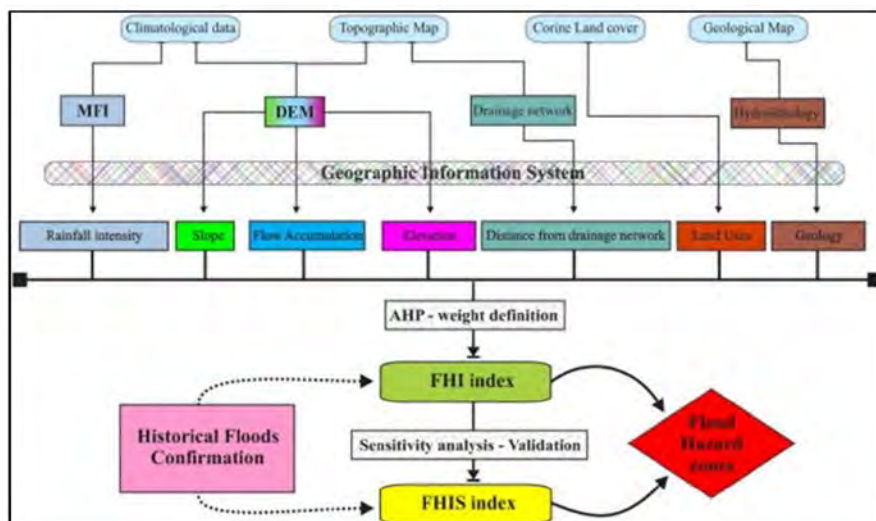 Climatological data
Topographic Map
Corine Land cover
Geological Map
MFI
DEM
Drainage network
Hydrolithology
Geographic Information System
Rainfall intensity
Slope
Flow Accumulation
Elevation
Distance from drainage network
Land Uses
Geology
AHP - weight definition
FHI index
Historical Floods
Confirmation
Sensitivity analysis - Validation
FHIS index
Flood
Hazard
zones